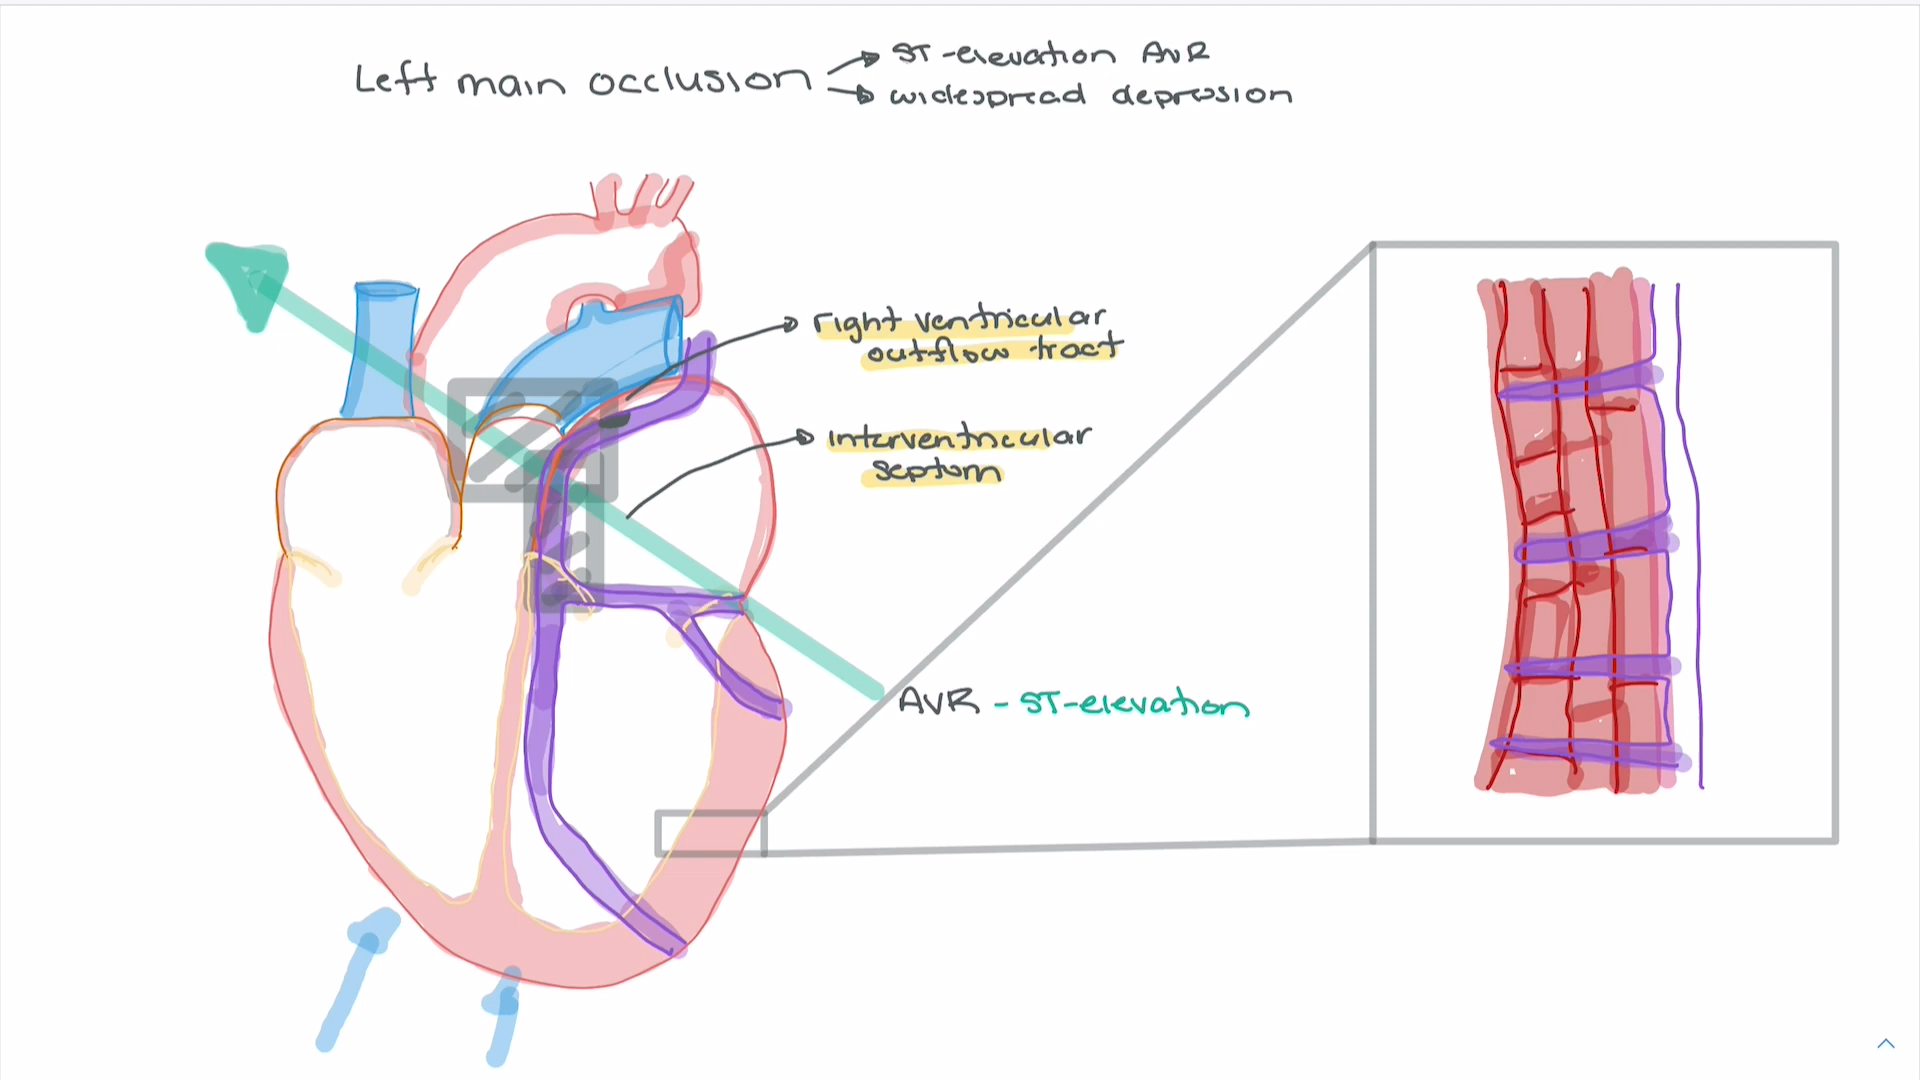 Left main occlusion
ST-elevation AVR
widespread depression
right ventricular
outflow tract
interventricular
septum
AVR - ST-elevation